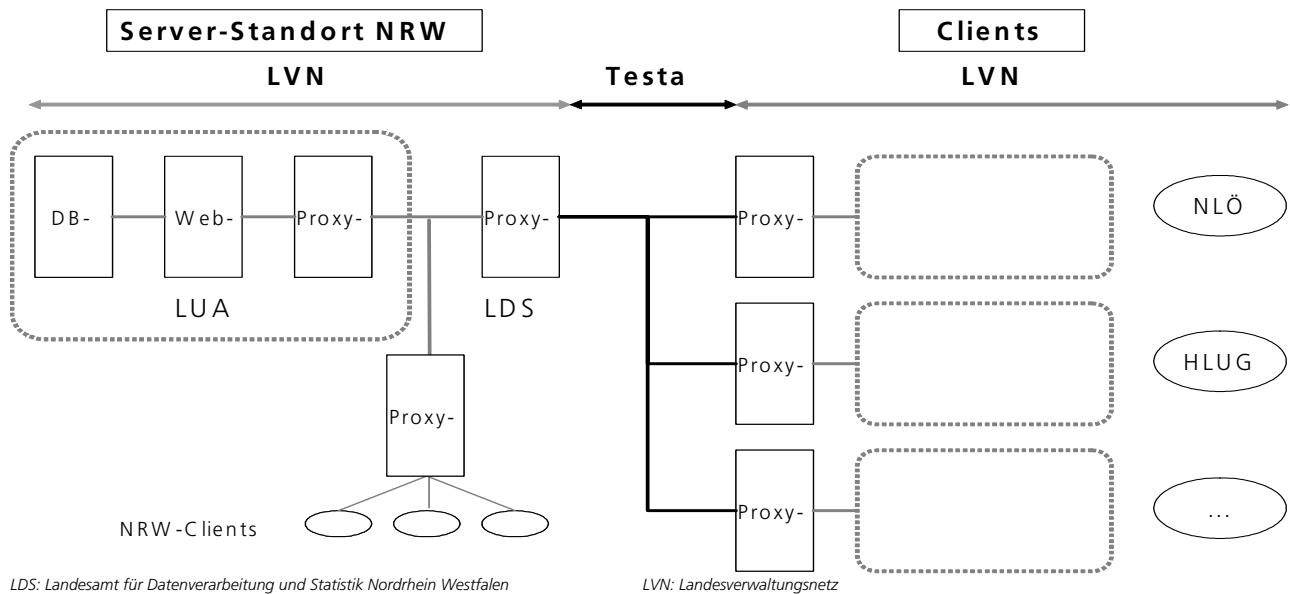 Server-Standort NRW
Clients
LVN
Testa
LVN
DB-
Web-
Proxy-
Proxy-
Proxy-
NLÖ
LUA
LDS
Proxy-
HLUG
Proxy-
Proxy-
...
NRW-Clients
LDS: Landesamt für Datenverarbeitung und Statistik Nordrhein Westfalen
LVN: Landesverwaltungsnetz